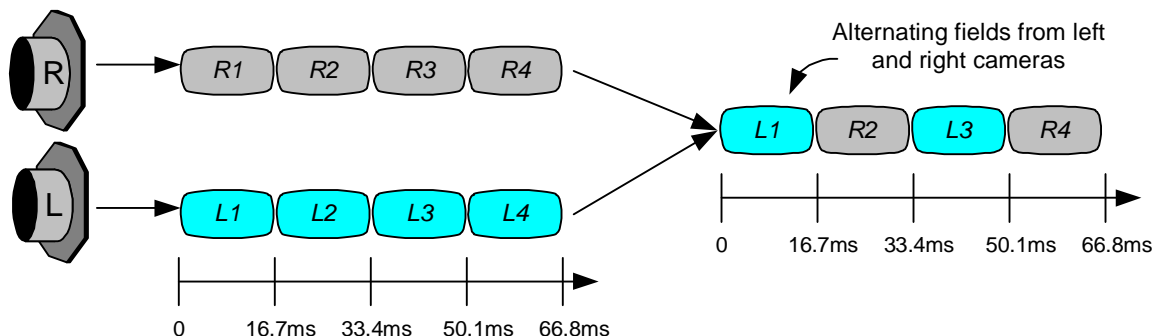 Alternating fields from left
and right cameras
R
R1 R2 R3 R4
L1 R2 L3 R4
L
L1 L2 L3 L4
0 16.7ms 33.4ms 50.1ms 66.8ms
0 16.7ms 33.4ms 50.1ms 66.8ms